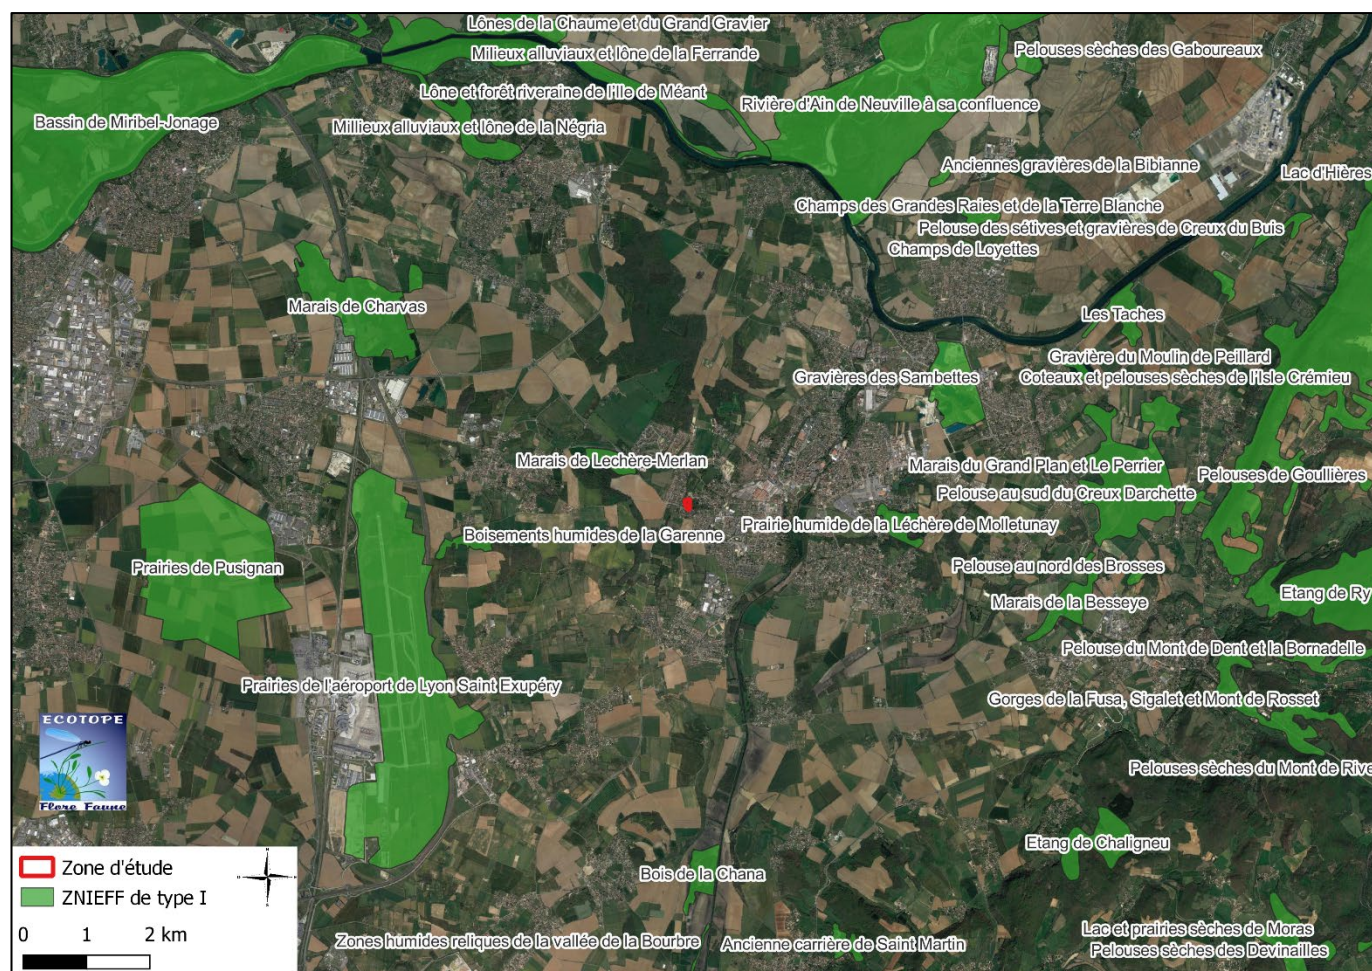 Lônes de la Chaume et du Grand Gravier
Milieux alluviaux et lône de la Ferrande
Pelouses sèches des Gaboureaux
Lône et forêt riveraine de l'Ile de Méant
Rivière d'Ain de Neuville à sa confluence
Bassin de Miribel-Jonage
Millieux alluviaux et lône de la Négria
Anciennes gravières de la Bibianne
Lac d'Hières
Champs des Grandes Raies et de la Terre Blanche
Pelouse des sétives et gravières de Creux du Buis
Champs de Loyettes
Marais de Charvas
Les Taches
Gravière du Moulin de Peillard
Gravières des Sambettes
Coteaux et pelouses sèches de l'Isle Crémieu
Marais de Lechère-Merlan
Marais du Grand Plan et Le Perrier
Pelouses de Goullières
Pelouse au sud du Creux Darchette
Prairie humide de la Léchère de Molletunay
Boisements humides de la Garenne
Prairies de Pusignan
Pelouse au nord des Brosses
Etang de Ry
Marais de la Besseye
Pelouse du Mont de Dent et la Bornadelle
Prairies de l'aéroport de Lyon Saint Exupéry
Gorges de la Fusa, Sigalet et Mont de Rosset
ECOTOPE
Flore Faune
Pelouses sèches du Mont de Rive
Etang de Chaligneu
Zone d'étude
Bois de la Chana
ZNIEFF de type I
0 1 2 km
Zones humides reliques de la vallée de la Bourbre
Ancienne carrière de Saint Martin
Lac et prairies sèches de Moras
Pelouses sèches des Devinailles